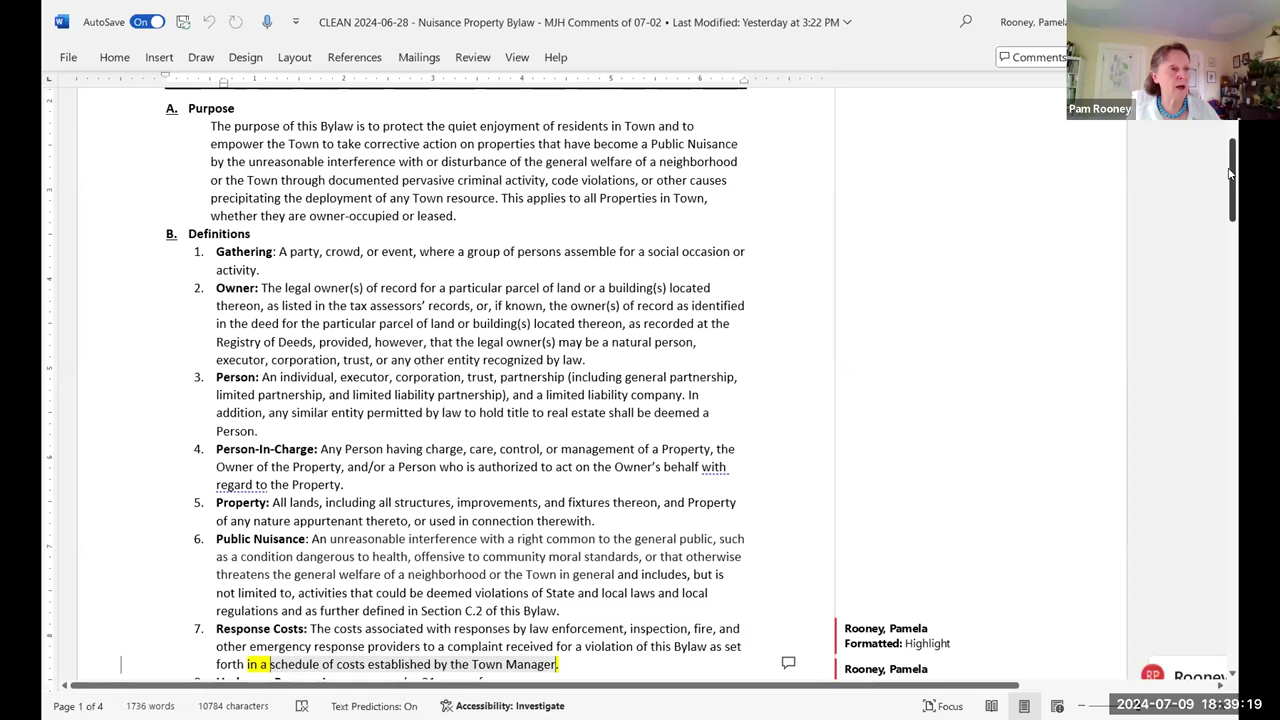 AutoSave On CLEAN 2024-06-28 - Nuisance Property Bylaw - MJH Comments of 07-02 • Last Modified: Yesterday at 3:22 PM Rooney, Pamela
File Home Insert Draw Design Layout References Mailings Review View Help Comments
Pam Rooney
A. Purpose
The purpose of this Bylaw is to protect the quiet enjoyment of residents in Town and to
empower the Town to take corrective action on properties that have become a Public Nuisance
by the unreasonable interference with or disturbance of the general welfare of a neighborhood
or the Town through documented pervasive criminal activity, code violations, or other causes
precipitating the deployment of any Town resource. This applies to all Properties in Town,
whether they are owner-occupied or leased.
B. Definitions
1. Gathering: A party, crowd, or event, where a group of persons assemble for a social occasion or
activity.
2. Owner: The legal owner(s) of record for a particular parcel of land or a building(s) located
thereon, as listed in the tax assessors’ records, or, if known, the owner(s) of record as identified
in the deed for the particular parcel of land or building(s) located thereon, as recorded at the
Registry of Deeds, provided, however, that the legal owner(s) may be a natural person,
executor, corporation, trust, or any other entity recognized by law.
3. Person: An individual, executor, corporation, trust, partnership (including general partnership,
limited partnership, and limited liability partnership), and a limited liability company. In
addition, any similar entity permitted by law to hold title to real estate shall be deemed a
Person.
4. Person-In-Charge: Any Person having charge, care, control, or management of a Property, the
Owner of the Property, and/or a Person who is authorized to act on the Owner’s behalf with
regard to the Property.
5. Property: All lands, including all structures, improvements, and fixtures thereon, and Property
of any nature appurtenant thereto, or used in connection therewith.
6. Public Nuisance: An unreasonable interference with a right common to the general public, such
as a condition dangerous to health, offensive to community moral standards, or that otherwise
threatens the general welfare of a neighborhood or the Town in general and includes, but is
not limited to, activities that could be deemed violations of State and local laws and local
regulations and as further defined in Section C.2 of this Bylaw.
7. Response Costs: The costs associated with responses by law enforcement, inspection, fire, and
other emergency response providers to a complaint received for a violation of this Bylaw as set
forth in a schedule of costs established by the Town Manager.
Rooney, Pamela
Formatted: Highlight
Rooney, Pamela
RP Rooney
Page 1 of 4 1736 words 10784 characters Text Predictions: On Accessibility: Investigate Focus
2024-07-09 18:39:19